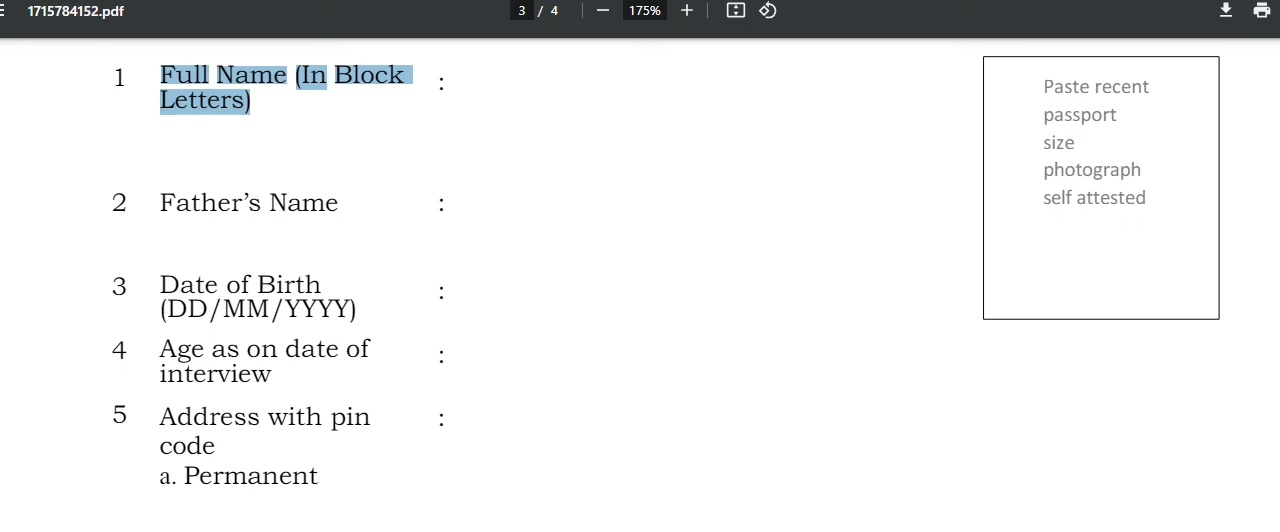 1715784152.pdf
3 / 4
175%
1 Full Name (In Block :
Letters)
Paste recent
passport
size
photograph
self attested
2 Father’s Name :
3 Date of Birth :
(DD/MM/YYYY)
4 Age as on date of :
interview
5 Address with pin :
code
a. Permanent